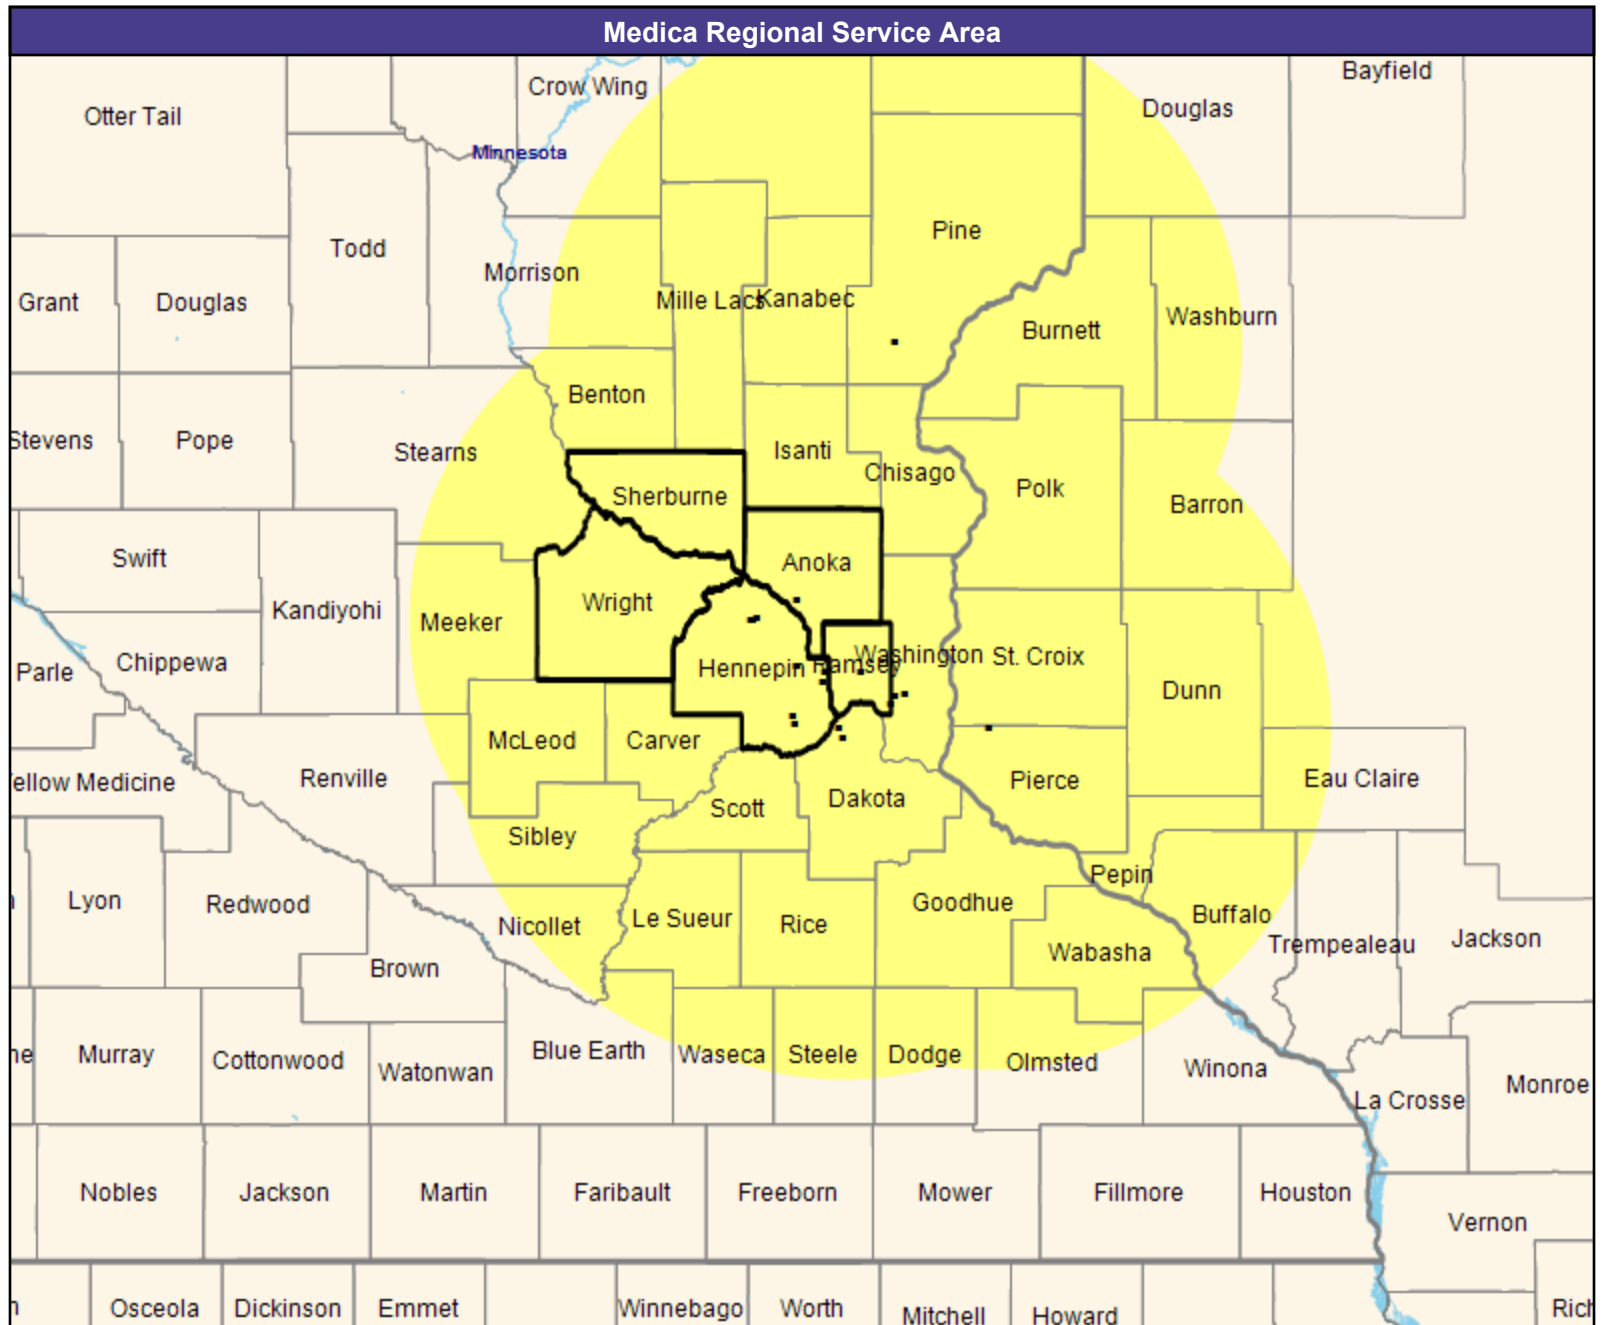 Medica Regional Service Area
Bayfield
Crow Wing
Douglas
Otter Tail
Minnesota
Pine
Todd
Morrison
Mille Lacs
Kanabec
Grant
Douglas
Washburn
Burnett
Benton
Stevens
Pope
Stearns
Isanti
Chisago
Polk
Barron
Sherburne
Swift
Anoka
Wright
Kandiyohi
Meeker
Washington
St. Croix
Chippewa
Parle
Hennepin
Ramsey
Dunn
McLeod
Carver
Renville
ellow Medicine
Eau Claire
Pierce
Scott
Dakota
Sibley
Pepin
Lyon
Redwood
Goodhue
Buffalo
Le Sueur
Rice
Nicollet
Trempealeau
Jackson
Wabasha
Brown
ne
Murray
Cottonwood
Watonwan
Blue Earth
Waseca
Steele
Dodge
Olmsted
Winona
Monroe
La Crosse
Nobles
Jackson
Martin
Faribault
Freeborn
Mower
Fillmore
Houston
Vernon
n
Osceola
Dickinson
Emmet
Winnebago
Worth
Mitchell
Howard
Rich